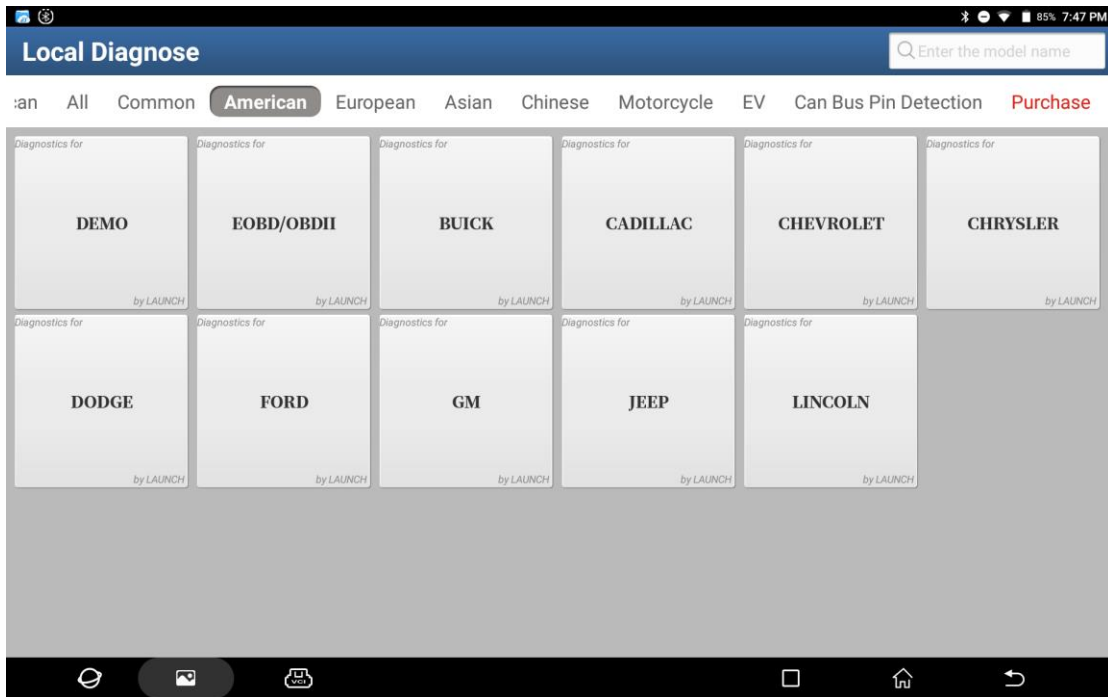 85% 7:47 PM
Local Diagnose
Enter the model name
All Common American European Asian Chinese Motorcycle EV Can Bus Pin Detection Purchase
Diagnostics for Diagnostics for Diagnostics for Diagnostics for Diagnostics for Diagnostics for
DEMO EOBD/OBDII BUICK CADILLAC CHEVROLET CHRYSLER
by LAUNCH by LAUNCH by LAUNCH by LAUNCH by LAUNCH by LAUNCH
Diagnostics for Diagnostics for Diagnostics for Diagnostics for Diagnostics for
DODGE FORD GM JEEP LINCOLN
by LAUNCH by LAUNCH by LAUNCH by LAUNCH by LAUNCH
VCI